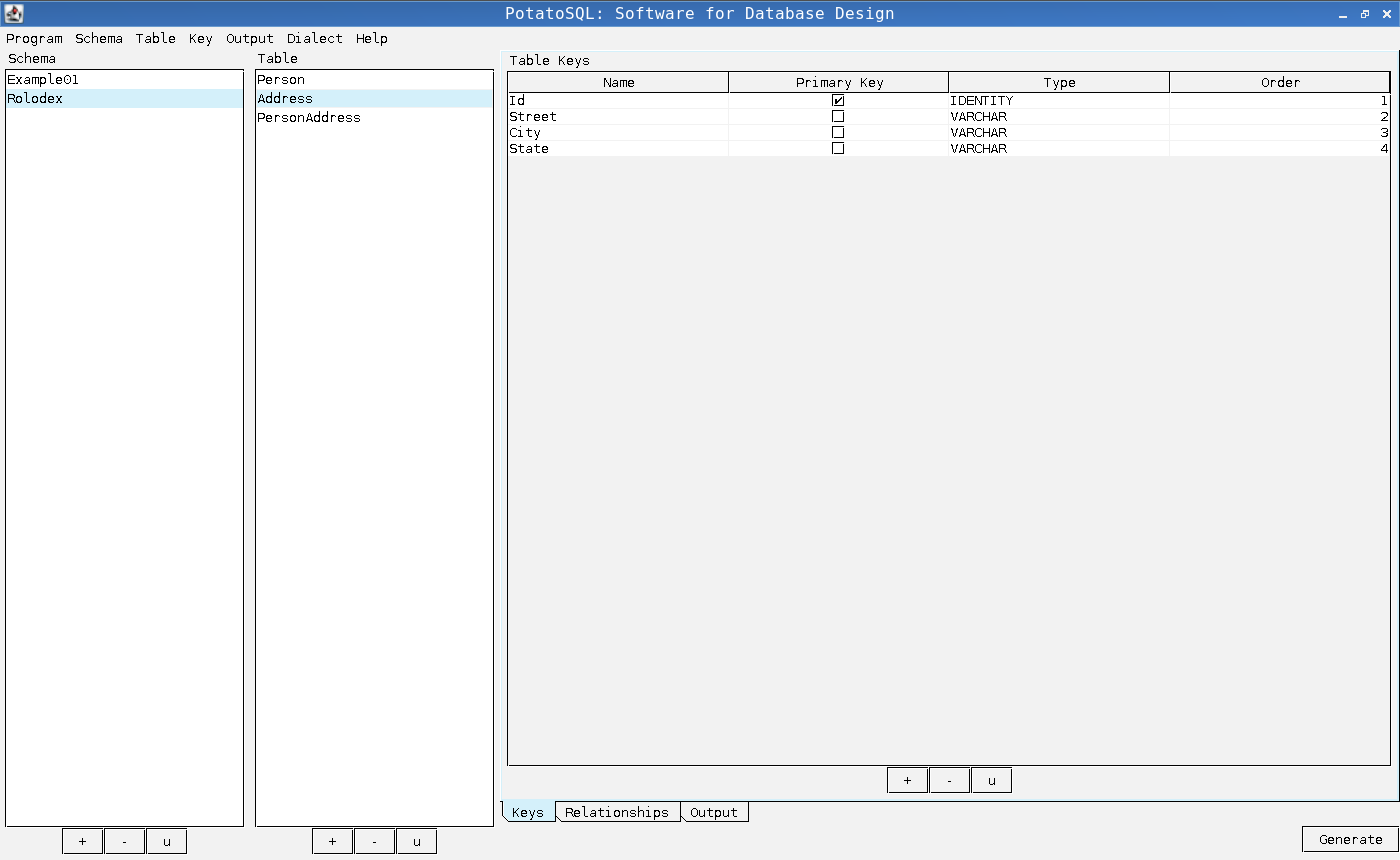 PotatoSQL: Software for Database Design
Program Schema Table Key Output Dialect Help
Schema
Example01
Rolodex
+ - u
Table
Person
Address
PersonAddress
+ - u
Table Keys
Name Primary Key Type Order
Id IDENTITY 1
Street VARCHAR 2
City VARCHAR 3
State VARCHAR 4
+ - u
Keys Relationships Output
Generate